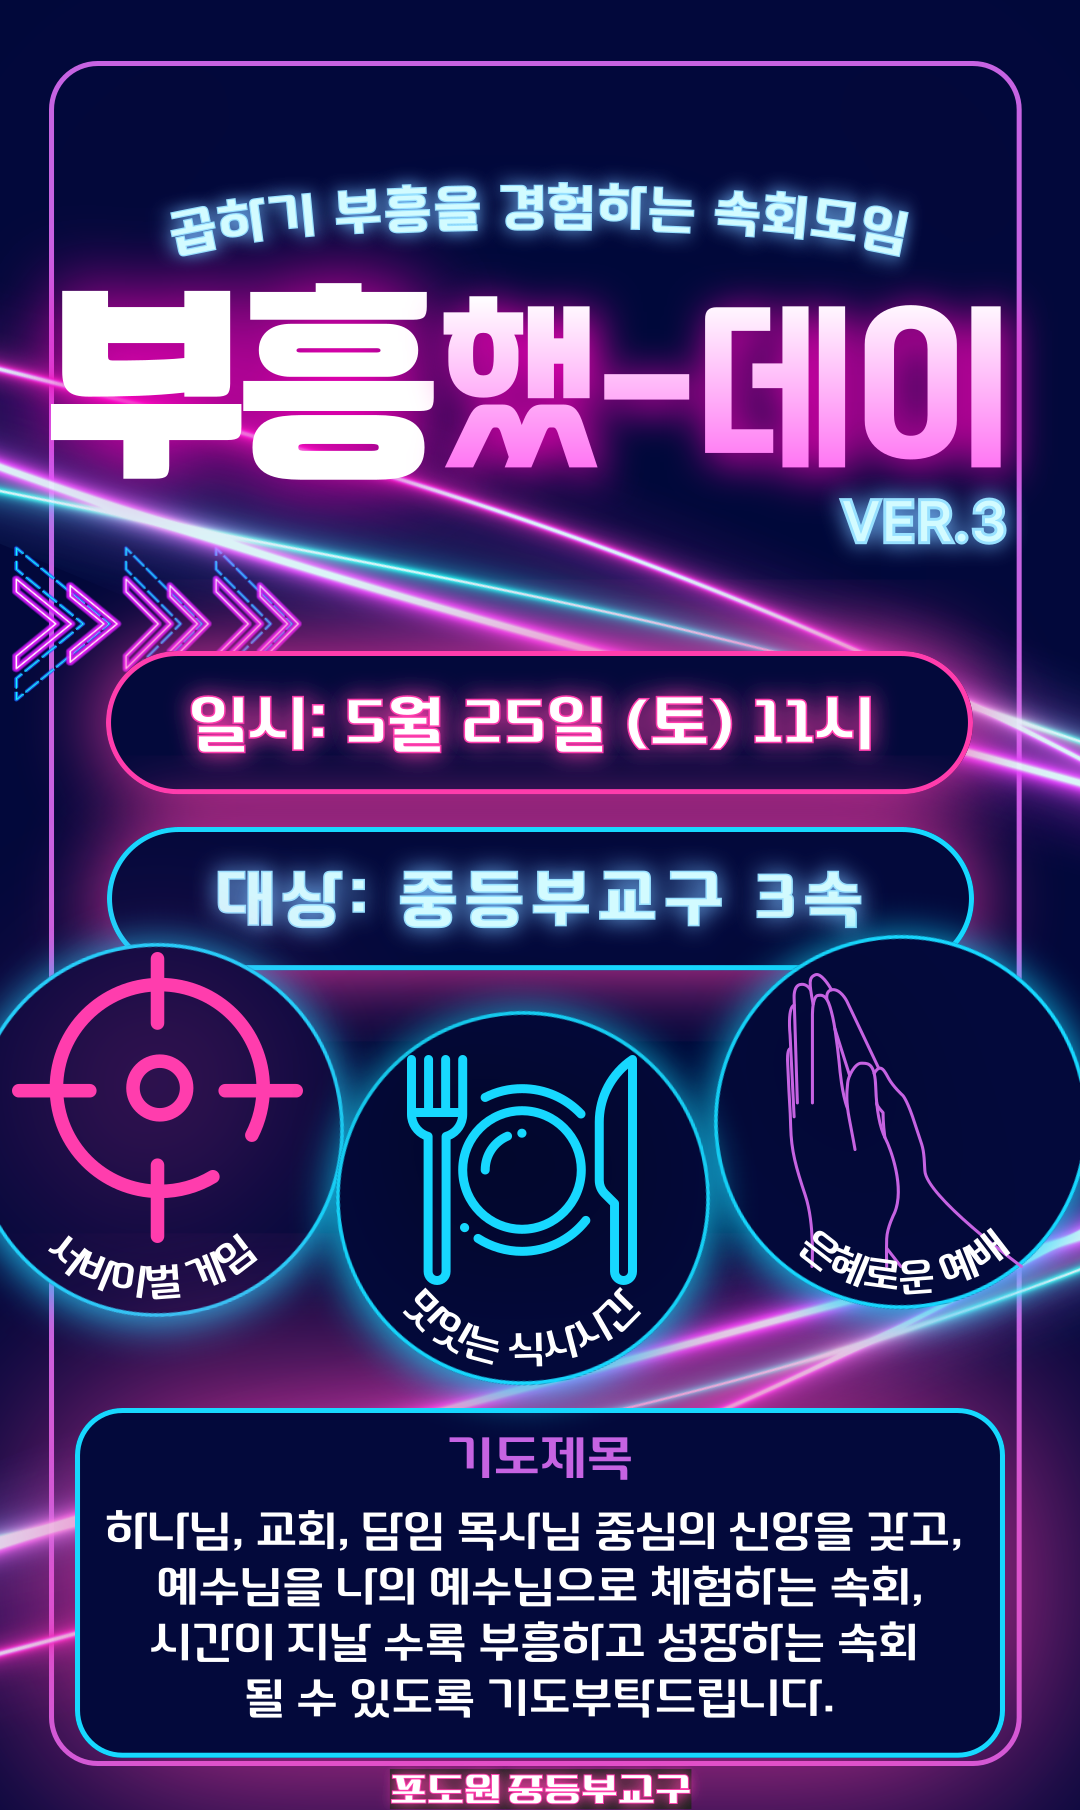 곱하기 부흥을 경험하는 속회모임
부흥했-데이
VER.3
일시: 5월 25일 (토) 11시
대상: 중등부교구 3속
서바이벌 게임
맛있는 식사시간
은혜로운 예배
기도제목
하나님, 교회, 담임 목사님 중심의 신앙을 갖고,
예수님을 나의 예수님으로 체험하는 속회,
시간이 지날 수록 부흥하고 성장하는 속회
될 수 있도록 기도부탁드립니다.
포도원 중등부교구